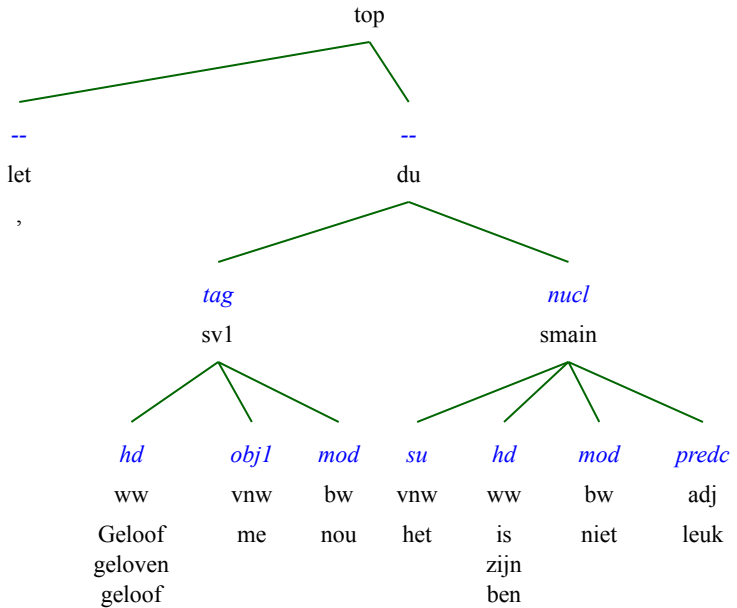 top
-- --
let du
,
tag nucl
sv1 smain
hd obj1 mod su hd mod predc
ww vnw bw vnw ww bw adj
Geloof me nou het is niet leuk
geloven zijn
geloof ben